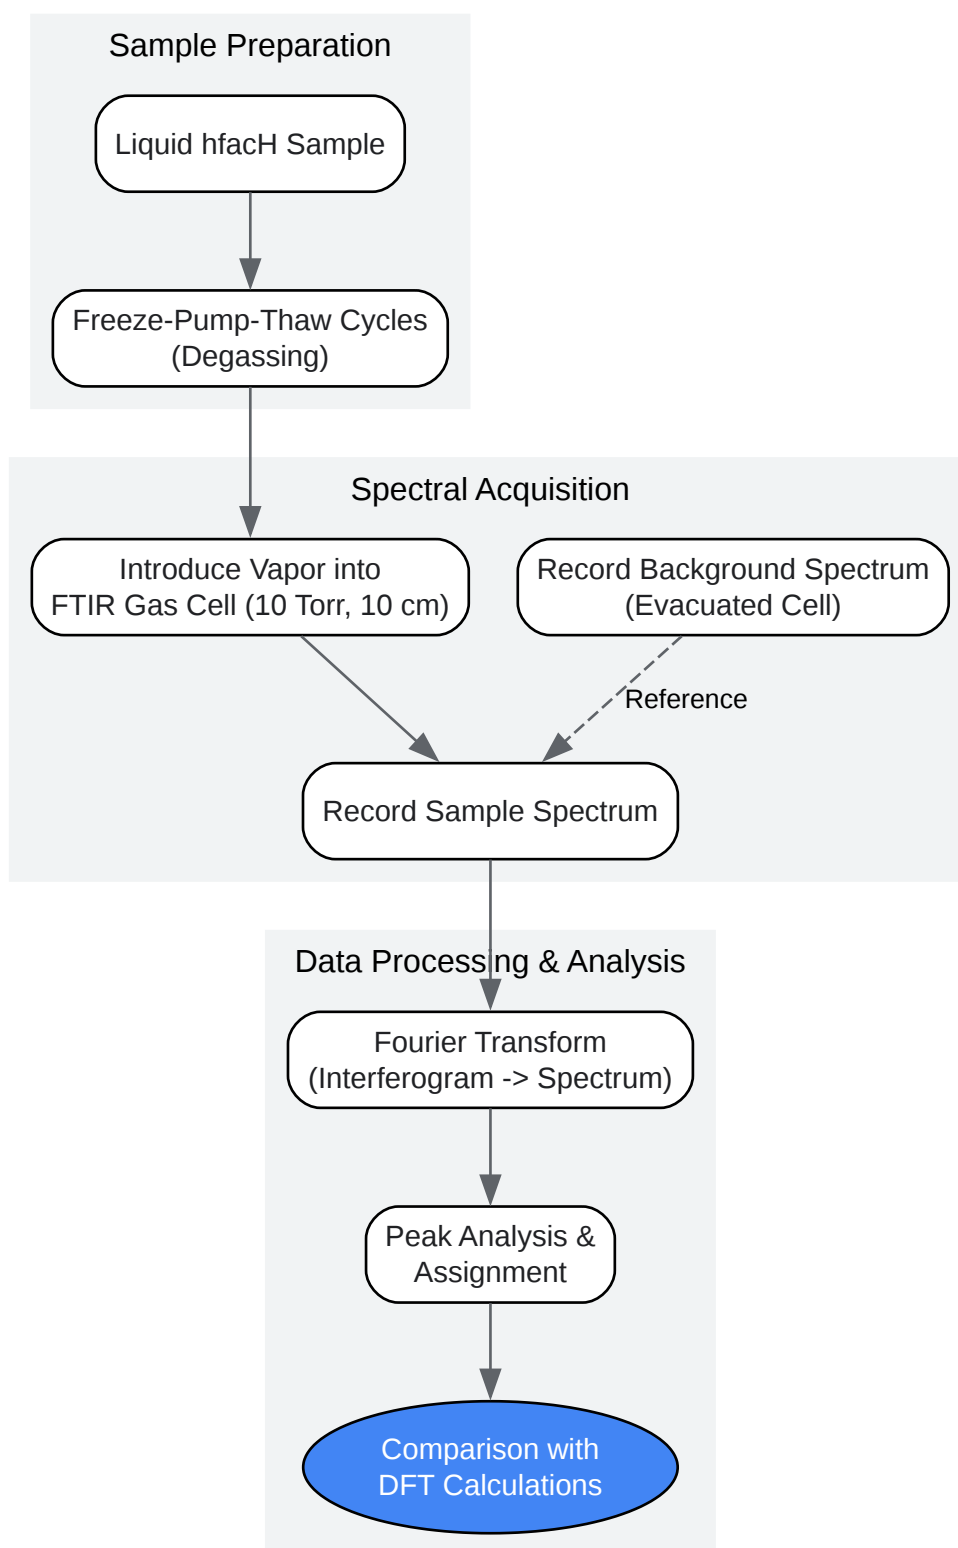 Sample Preparation
Liquid hfacH Sample
Freeze-Pump-Thaw Cycles
(Degassing)
Spectral Acquisition
Introduce Vapor into
FTIR Gas Cell (10 Torr, 10 cm)
Record Background Spectrum
(Evacuated Cell)
Reference
Record Sample Spectrum
Data Processing & Analysis
Fourier Transform
(Interferogram -> Spectrum)
Peak Analysis &
Assignment
Comparison with
DFT Calculations